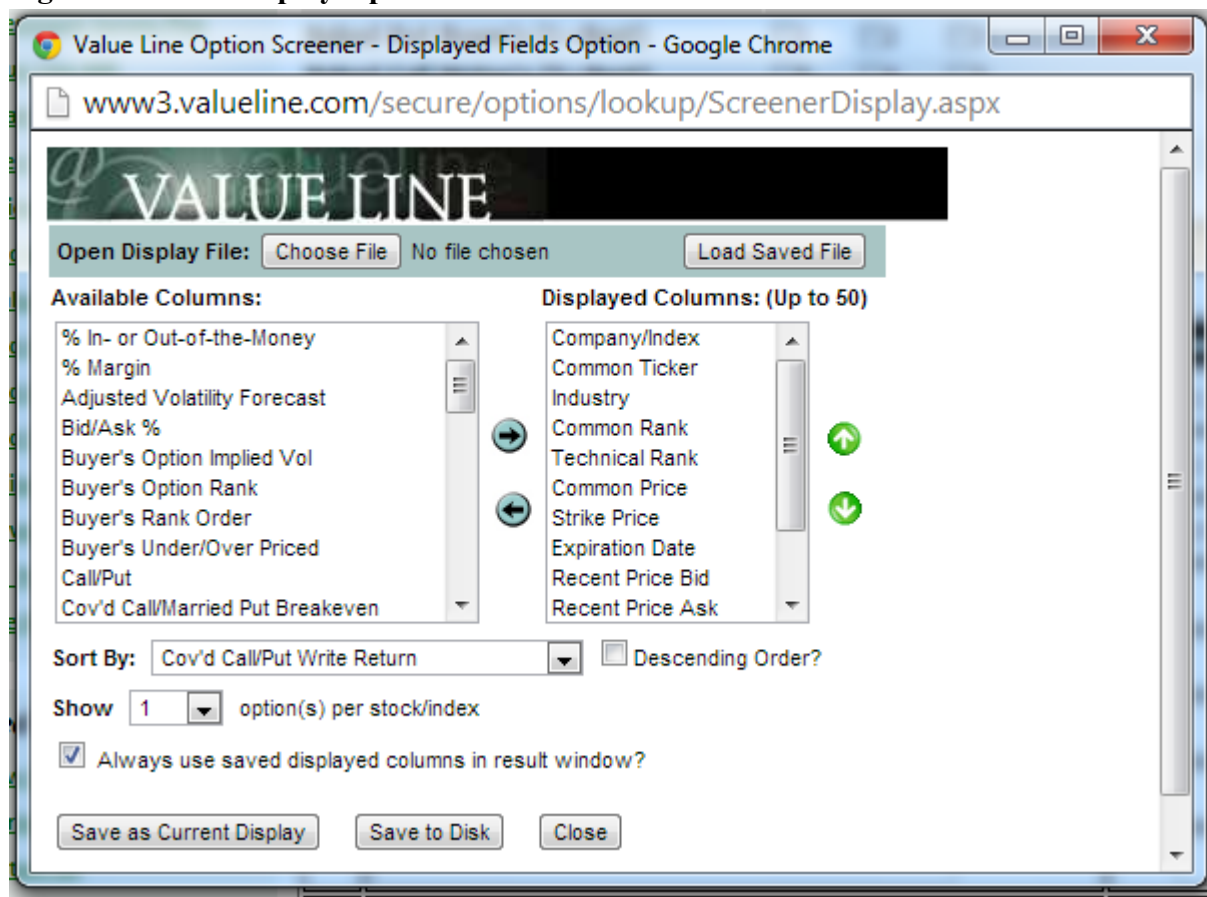 Value Line Option Screener - Displayed Fields Option - Google Chrome
www3.valueline.com/secure/options/lookup/ScreenerDisplay.aspx
VALUE LINE
Open Display File: Choose File No file chosen Load Saved File
Available Columns: Displayed Columns: (Up to 50)
% In- or Out-of-the-Money
% Margin
Adjusted Volatility Forecast
Bid/Ask %
Buyer's Option Implied Vol
Buyer's Option Rank
Buyer's Rank Order
Buyer's Under/Over Priced
Call/Put
Cov'd Call/Married Put Breakeven
Company/Index
Common Ticker
Industry
Common Rank
Technical Rank
Common Price
Strike Price
Expiration Date
Recent Price Bid
Recent Price Ask
Sort By: Cov'd Call/Put Write Return Descending Order?
Show 1 option(s) per stock/index
Always use saved displayed columns in result window?
Save as Current Display Save to Disk Close